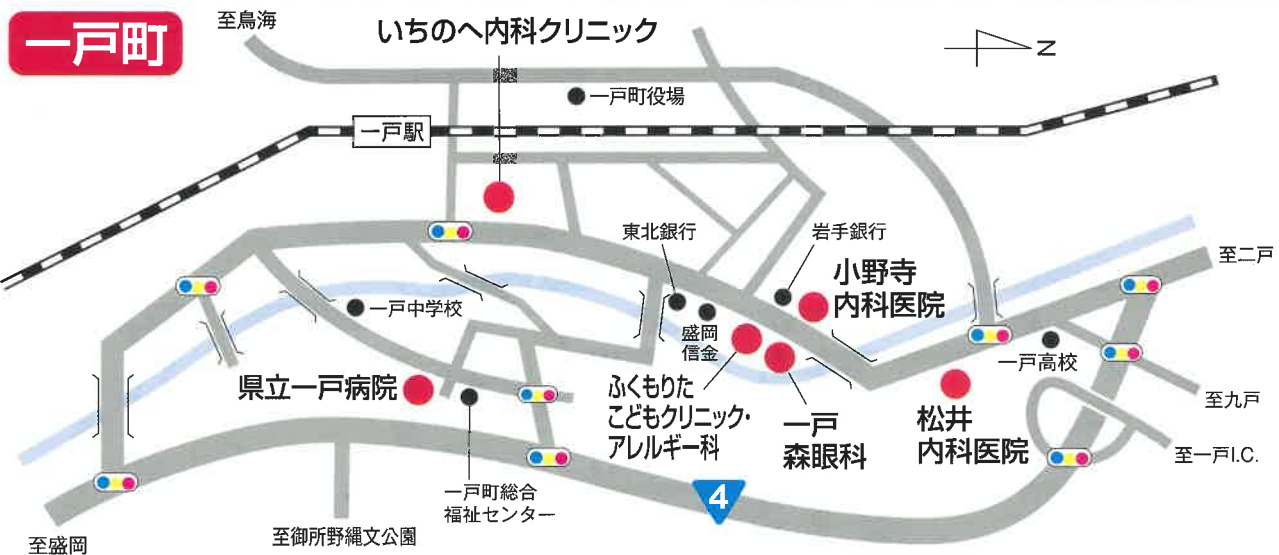 一戸町
至鳥海
いちのへ内科クリニック
N
一戸町役場
一戸駅
東北銀行
岩手銀行
小野寺
内科医院
至二戸
一戸中学校
盛岡
信金
一戸高校
県立一戸病院
ふくもりた
こどもクリニック・
アレルギー科
一戸
森眼科
松井
内科医院
至九戸
至一戸I.C.
一戸町総合
福祉センター
4
至盛岡
至御所野縄文公園